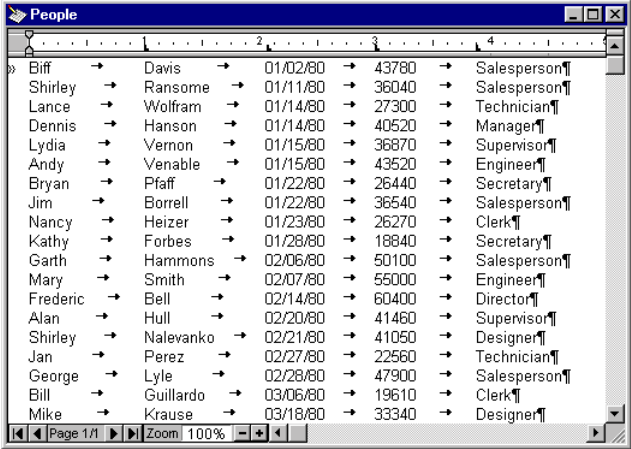 People
1 2 3 4
» Biff → Davis → 01/02/80 → 43780 → Salesperson¶
Shirley → Ransome → 01/11/80 → 36040 → Salesperson¶
Lance → Wolfram → 01/14/80 → 27300 → Technician¶
Dennis → Hanson → 01/14/80 → 40520 → Manager¶
Lydia → Vernon → 01/15/80 → 36870 → Supervisor¶
Andy → Venable → 01/15/80 → 43520 → Engineer¶
Bryan → Pfaff → 01/22/80 → 26440 → Secretary¶
Jim → Borrell → 01/22/80 → 36540 → Salesperson¶
Nancy → Heizer → 01/23/80 → 26270 → Clerk¶
Kathy → Forbes → 01/28/80 → 18840 → Secretary¶
Garth → Hammons → 02/06/80 → 50100 → Salesperson¶
Mary → Smith → 02/07/80 → 55000 → Engineer¶
Frederic → Bell → 02/14/80 → 60400 → Director¶
Alan → Hull → 02/20/80 → 41460 → Supervisor¶
Shirley → Nalevanko → 02/21/80 → 41050 → Designer¶
Jan → Perez → 02/27/80 → 22560 → Technician¶
George → Lyle → 02/28/80 → 47900 → Salesperson¶
Bill → Guillardo → 03/06/80 → 19610 → Clerk¶
Mike → Krause → 03/18/80 → 33340 → Designer¶
Page 1/1 Zoom 100% - +